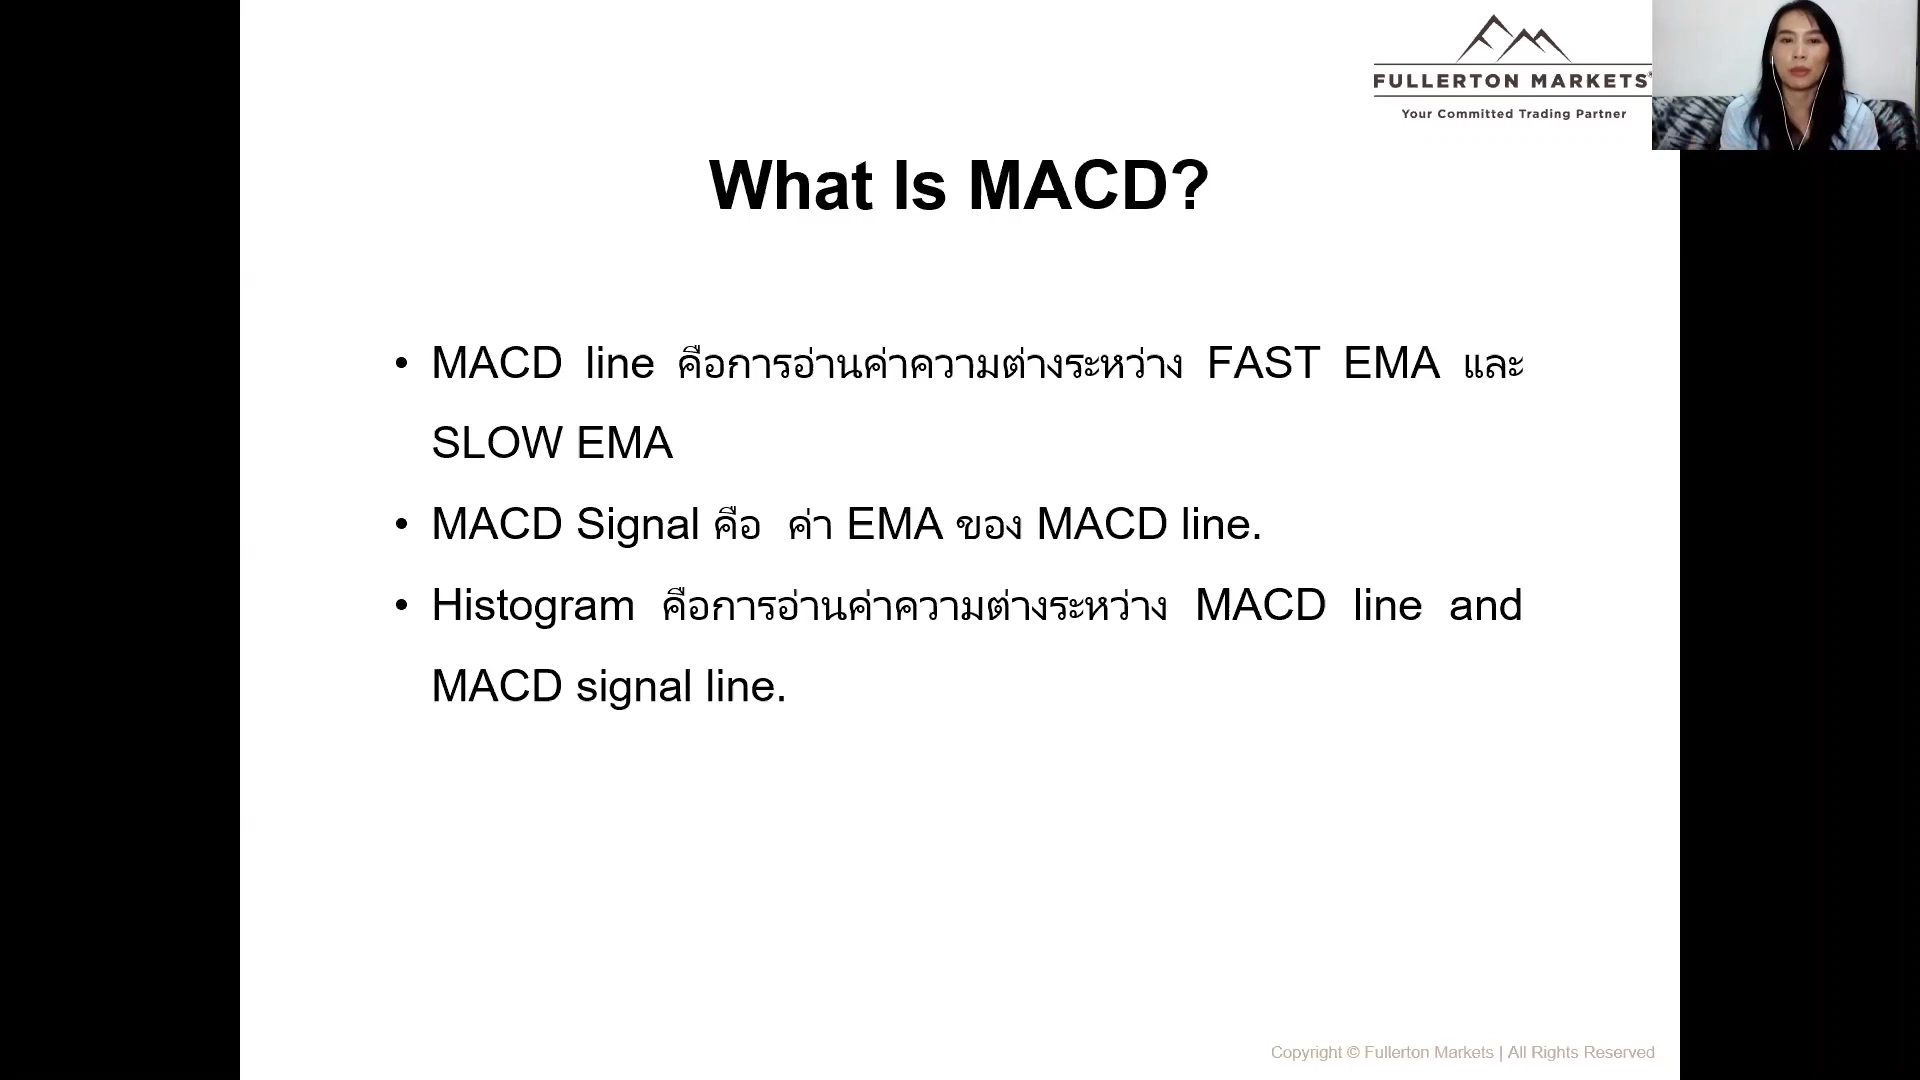 FULLERTON MARKETS®
Your Committed Trading Partner
What Is MACD?
• MACD line คือการอ่านค่าความต่างระหว่าง FAST EMA และ
SLOW EMA
• MACD Signal คือ ค่า EMA ของ MACD line.
• Histogram คือการอ่านค่าความต่างระหว่าง MACD line and
MACD signal line.
Copyright © Fullerton Markets | All Rights Reserved